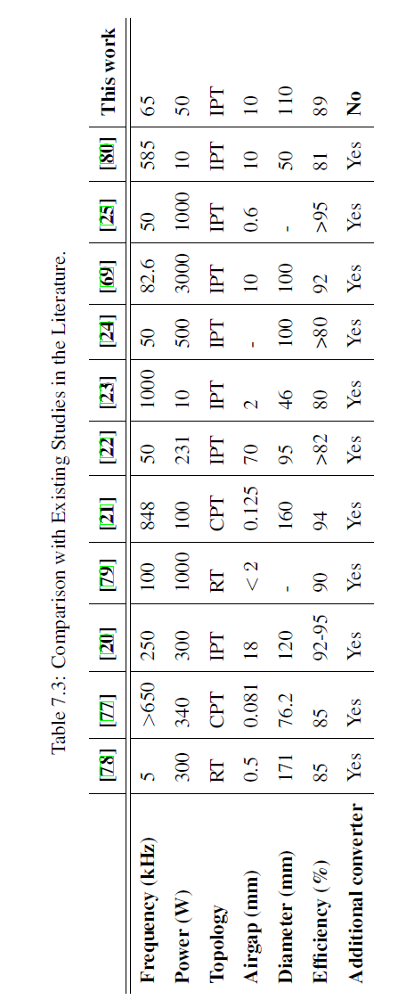 Table 7.3: Comparison with Existing Studies in the Literature.
[78] [77] [20] [79] [21] [22] [23] [24] [69] [25] [80] This work
Frequency (kHz) 5 >650 250 100 848 50 1000 50 82.6 50 585 65
Power (W) 300 340 300 1000 100 231 10 500 3000 1000 10 50
Topology RT CPT IPT RT CPT IPT IPT IPT IPT IPT IPT IPT
Airgap (mm) 0.5 0.081 18 < 2 0.125 70 2 - 10 0.6 10 10
Diameter (mm) 171 76.2 120 - 160 95 46 100 100 - 50 110
Efficiency (%) 85 85 92-95 90 94 >82 80 >80 92 >95 81 89
Additional converter Yes Yes Yes Yes Yes Yes Yes Yes Yes Yes Yes No